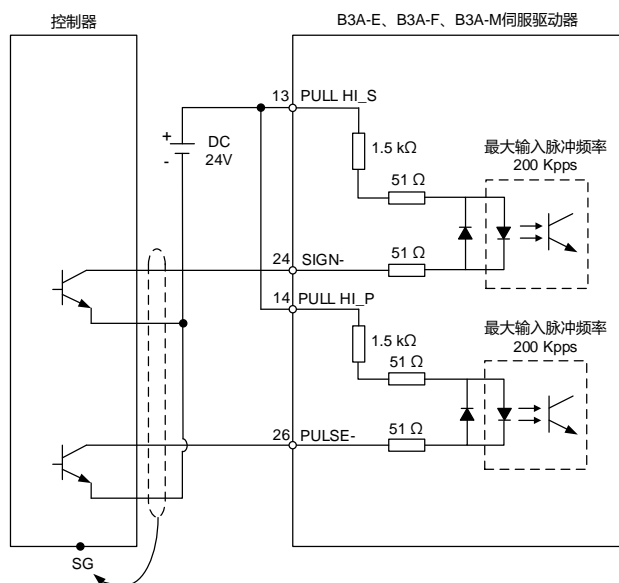 控制器
B3A-E、B3A-F、B3A-M伺服驱动器
13 PULL HI_S
+
DC
24V
-
1.5 kΩ
51 Ω
最大输入脉冲频率
200 Kpps
51 Ω
24 SIGN-
14 PULL HI_P
1.5 kΩ
51 Ω
最大输入脉冲频率
200 Kpps
51 Ω
26 PULSE-
SG